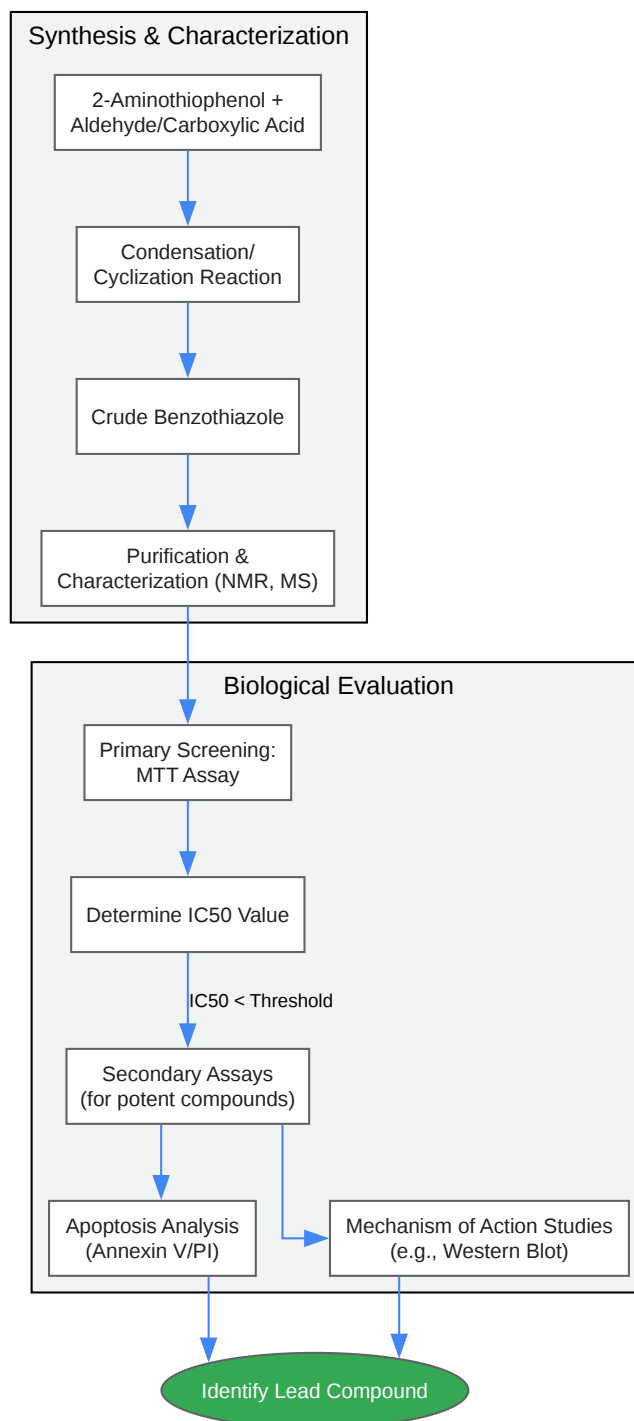 Synthesis & Characterization
2-Aminothiophenol +
Aldehyde/Carboxylic Acid
Condensation/
Cyclization Reaction
Crude Benzothiazole
Purification &
Characterization (NMR, MS)
Biological Evaluation
Primary Screening:
MTT Assay
Determine IC50 Value
IC50 < Threshold
Secondary Assays
(for potent compounds)
Apoptosis Analysis
(Annexin V/PI)
Mechanism of Action Studies
(e.g., Western Blot)
Identify Lead Compound